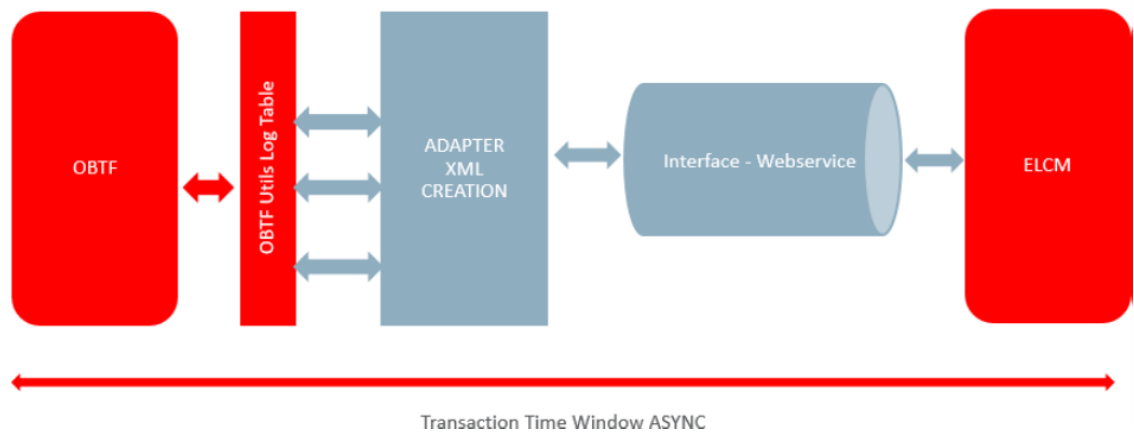 OBTF
OBTF Utils Log Table
ADAPTER
XML
CREATION
Interface - Webservice
ELCM
Transaction Time Window ASYNC